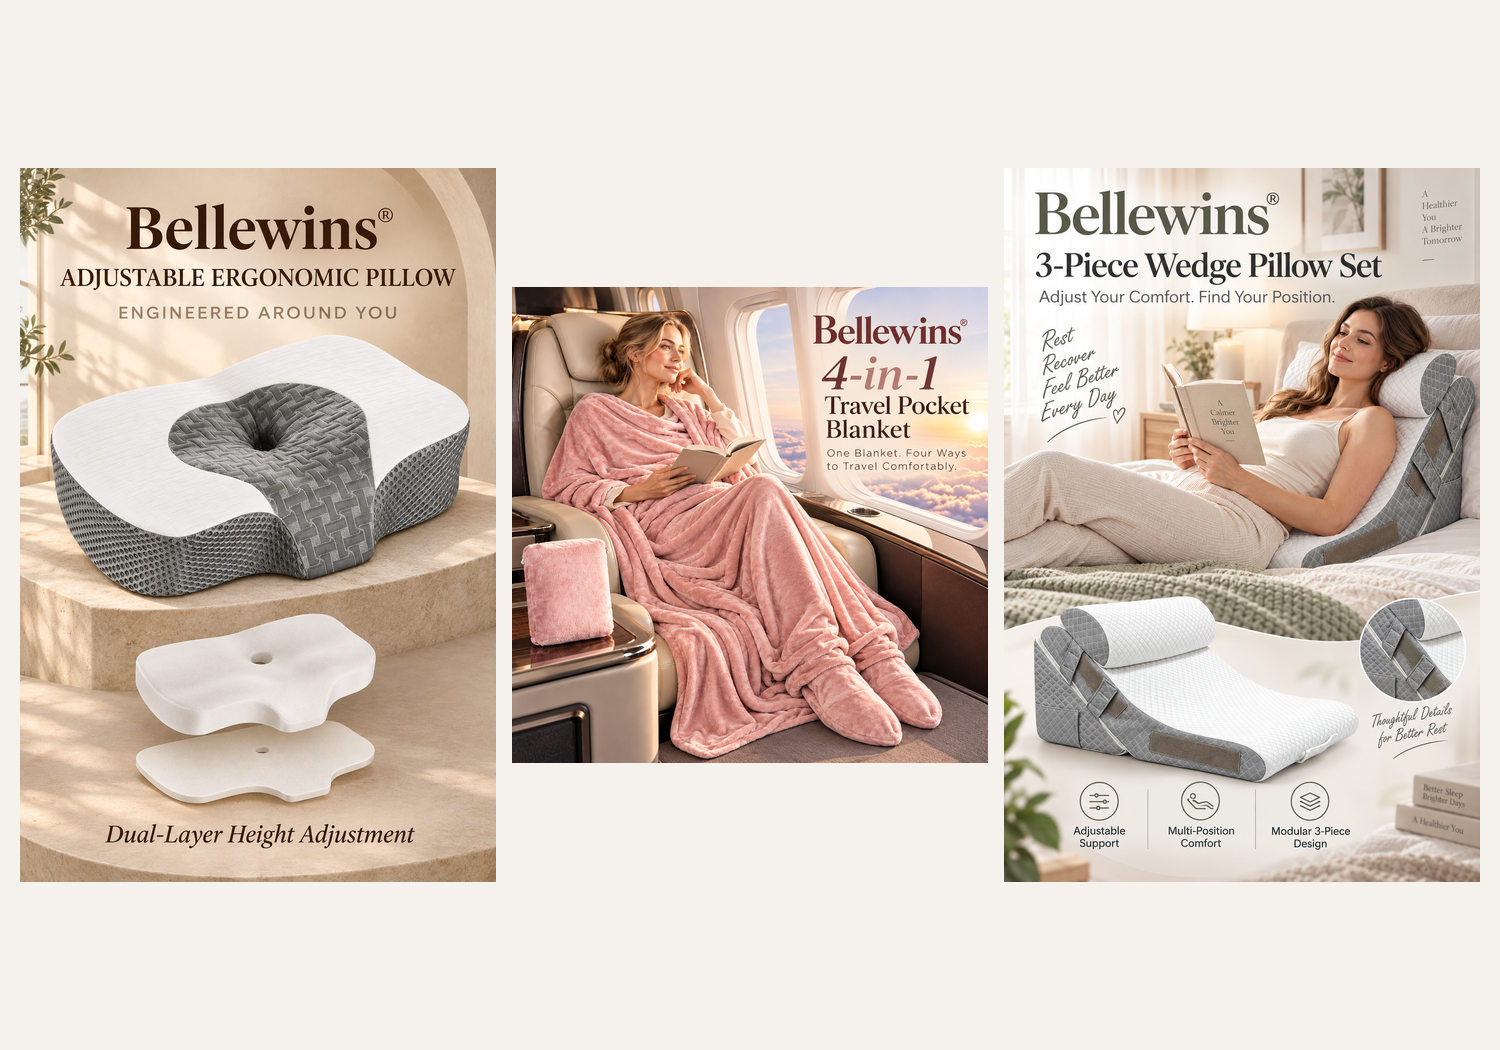 Bellewins®
ADJUSTABLE ERGONOMIC PILLOW
ENGINEERED AROUND YOU
Dual-Layer Height Adjustment
Bellewins®
4-in-1
Travel Pocket
Blanket
One Blanket. Four Ways
to Travel Comfortably.
Bellewins®
3-Piece Wedge Pillow Set
Adjust Your Comfort. Find Your Position.
A
Healthier
You
A Brighter
Tomorrow
Rest
Recover
Feel Better
Every Day
A
Calmer
Brighter
You
Thoughtful Details
for Better Rest
Adjustable
Support
Multi-Position
Comfort
Modular 3-Piece
Design
Better Sleep
Brighter Days
A Healthier You